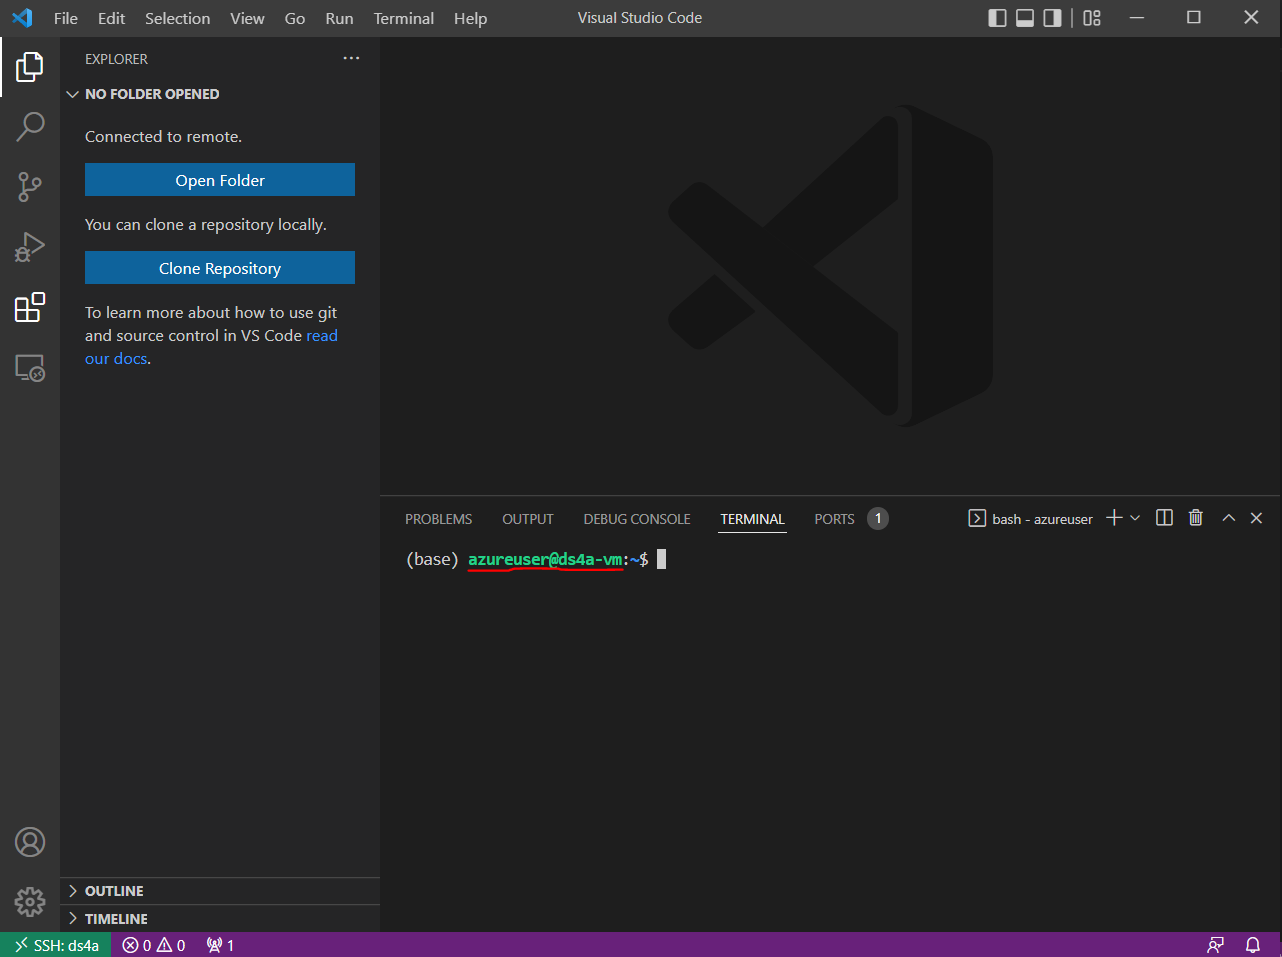 File Edit Selection View Go Run Terminal Help
Visual Studio Code
EXPLORER
NO FOLDER OPENED
Connected to remote.
Open Folder
You can clone a repository locally.
Clone Repository
To learn more about how to use git
and source control in VS Code read
our docs.
OUTLINE
TIMELINE
PROBLEMS OUTPUT DEBUG CONSOLE TERMINAL PORTS 1 bash - azureuser
(base) azureuser@ds4a-vm:~$
SSH: ds4a 0 0 1